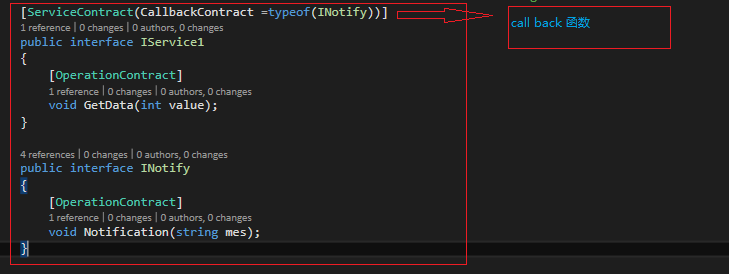 [ServiceContract(CallbackContract =typeof(INotify))]
call back 函数
1 reference | 0 changes | 0 authors, 0 changes
public interface IService1
{
[OperationContract]
1 reference | 0 changes | 0 authors, 0 changes
void GetData(int value);
}
4 references | 0 changes | 0 authors, 0 changes
public interface INotify
{
[OperationContract]
1 reference | 0 changes | 0 authors, 0 changes
void Notification(string mes);
}